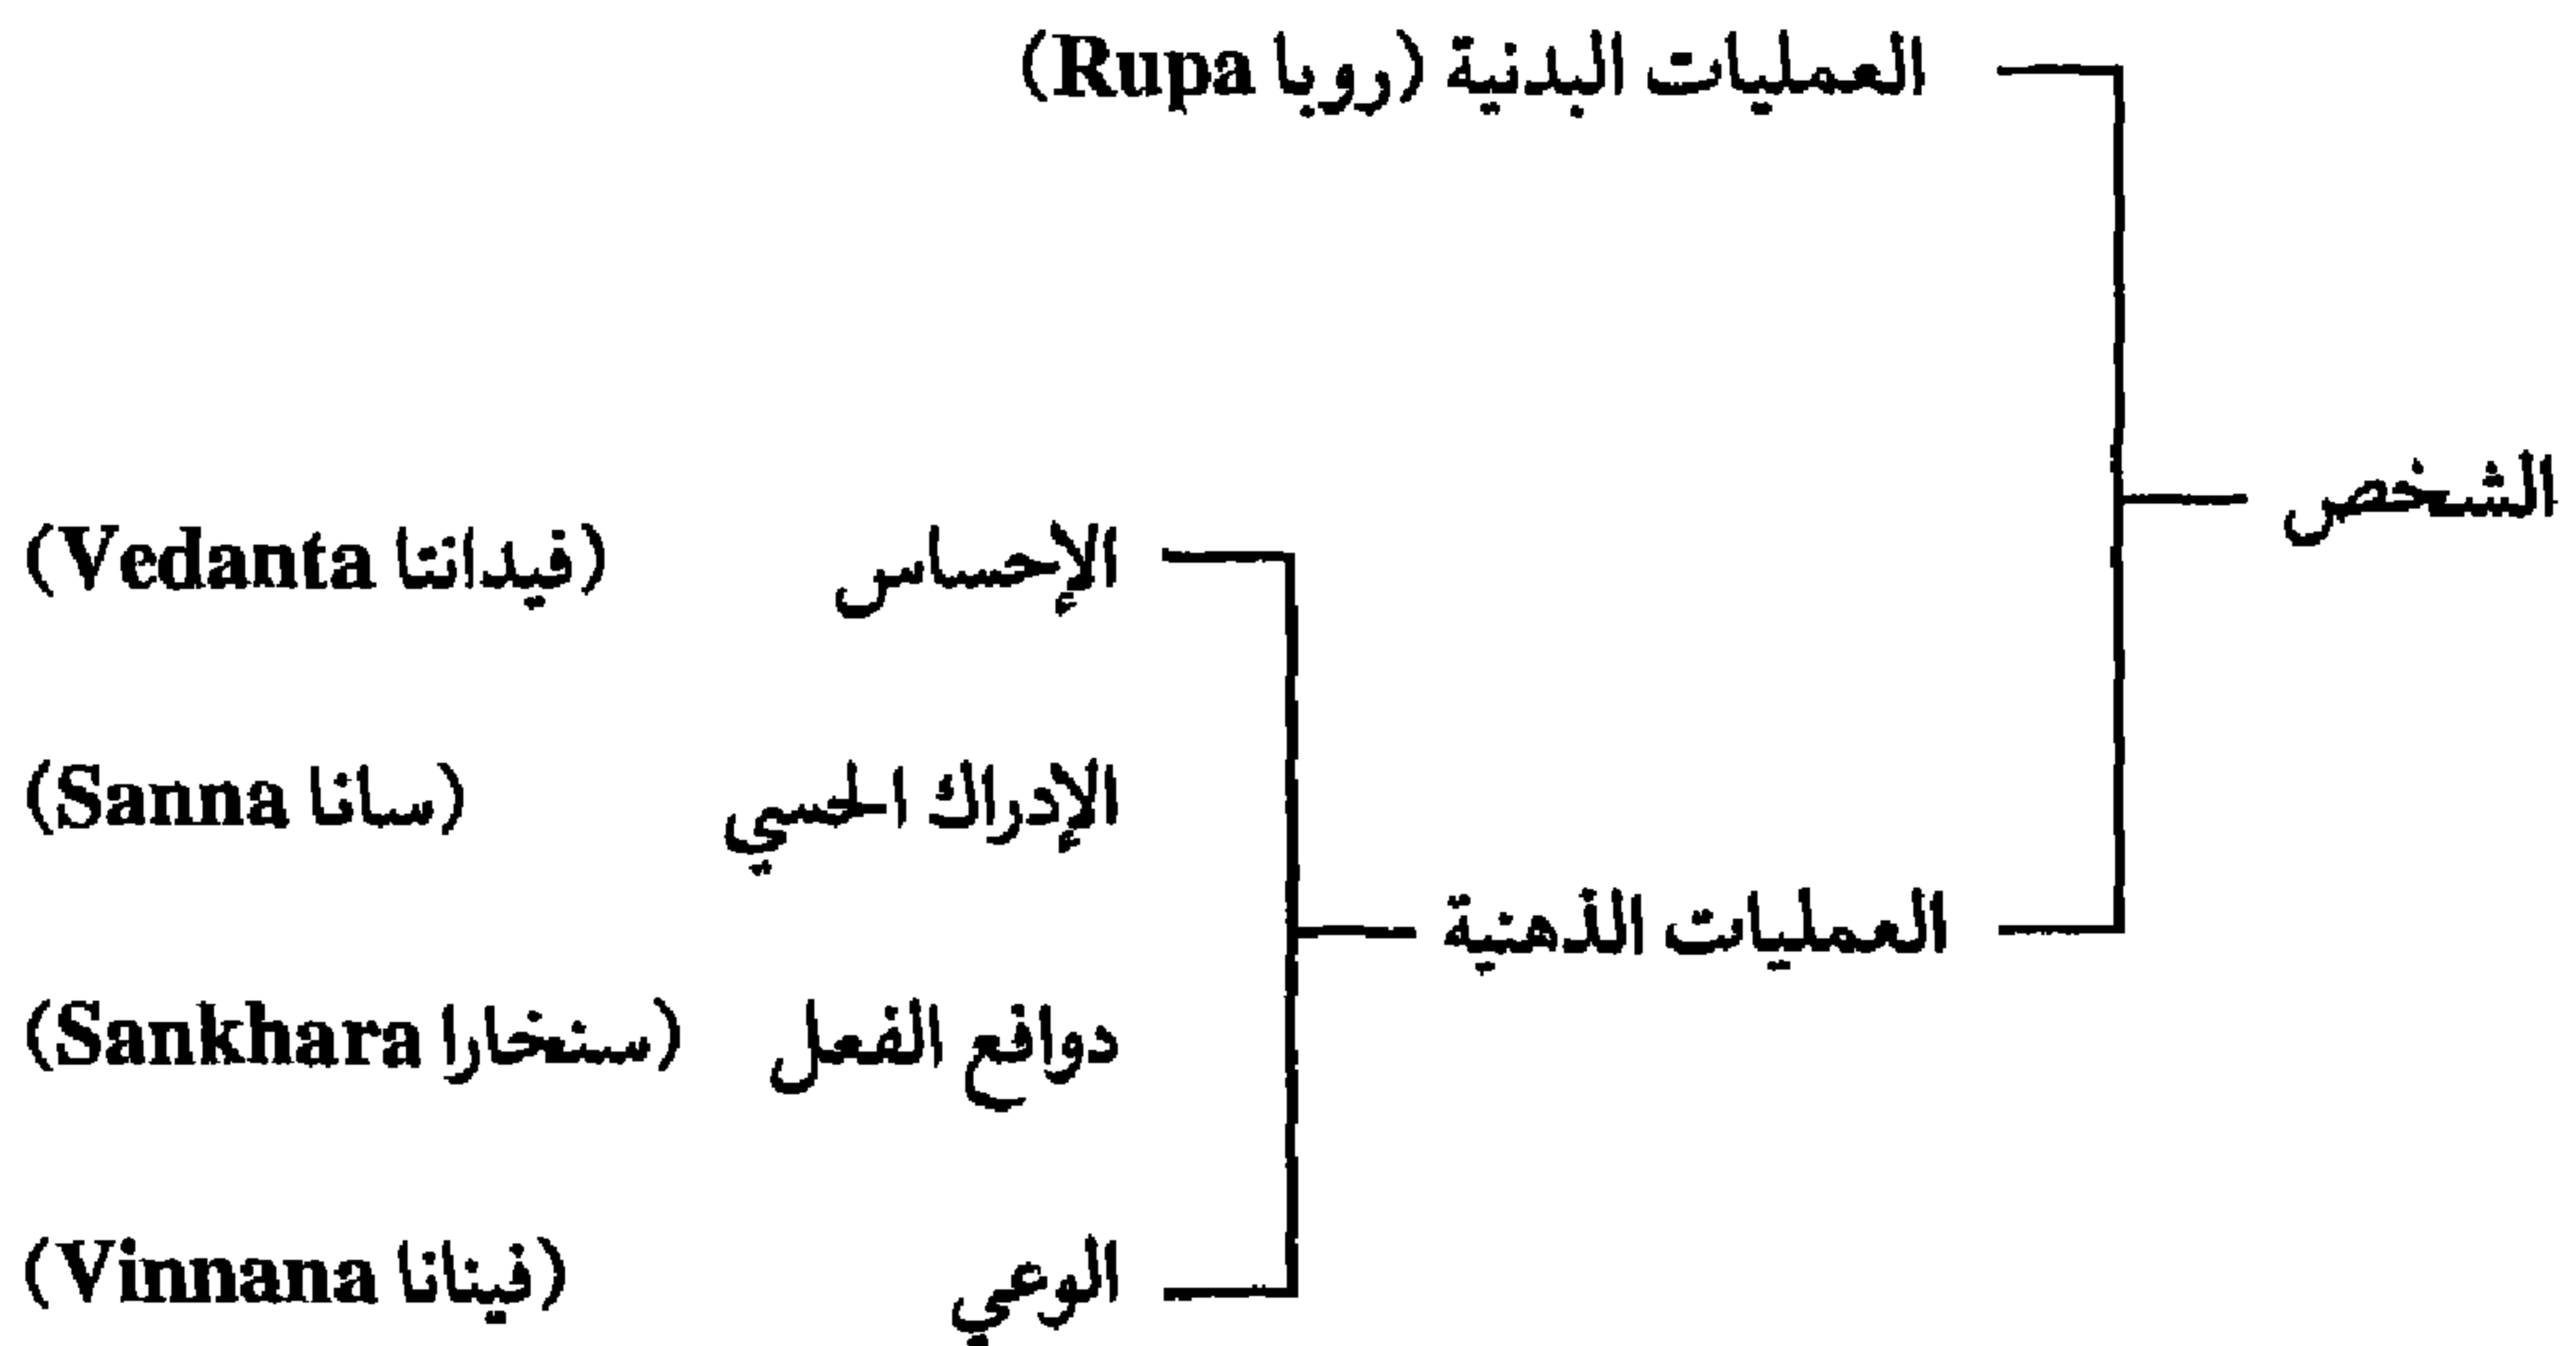 العمليات البدنية (روبا Rupa)
الشخص
الإحساس (فيدانتا Vedanta)
الإدراك الحسي (سانا Sanna)
العمليات الذهنية
دوافع الفعل (سنخارا Sankhara)
الوعي (فينانا Vinnana)